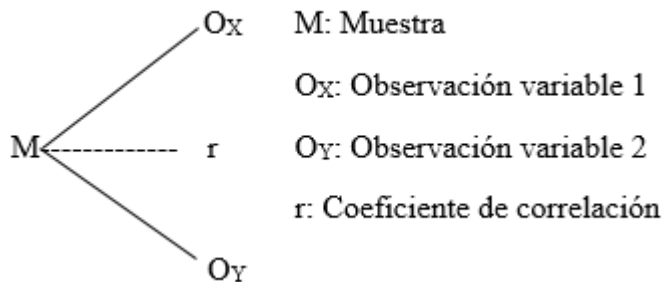 OX M: Muestra
OX: Observación variable 1
M ----------- r OY: Observación variable 2
r: Coeficiente de correlación
OY